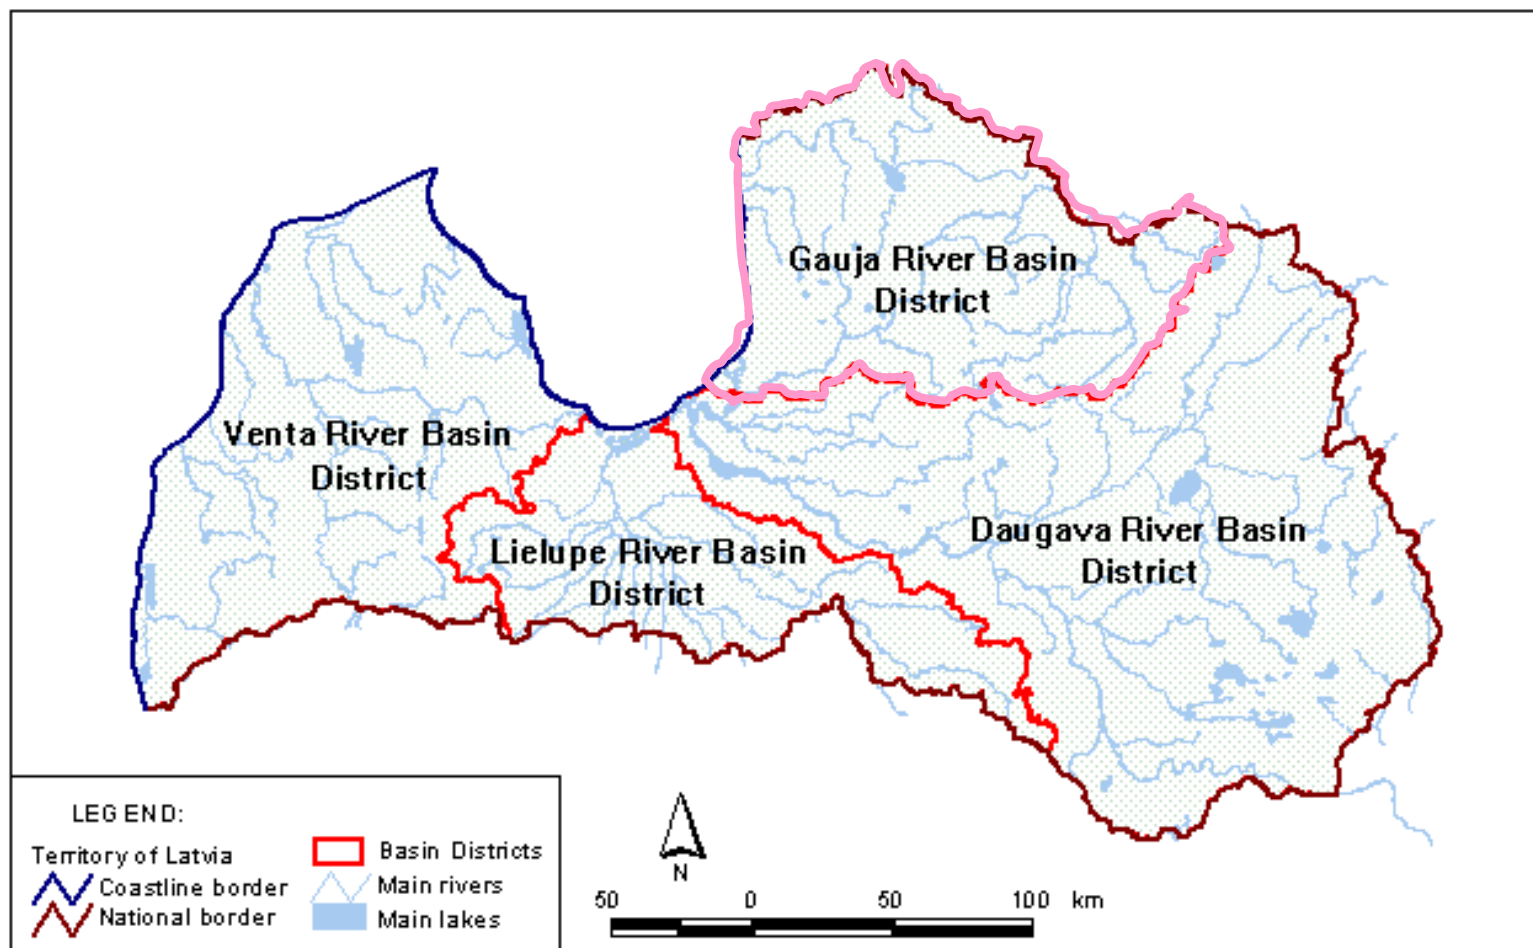 Gauja River Basin
District
Venta River Basin
District
Daugava River Basin
District
Lielupe River Basin
District
LEGEND:
Territory of Latvia
Coastline border
National border
Basin Districts
Main rivers
Main lakes
N
50 0 50 100 km